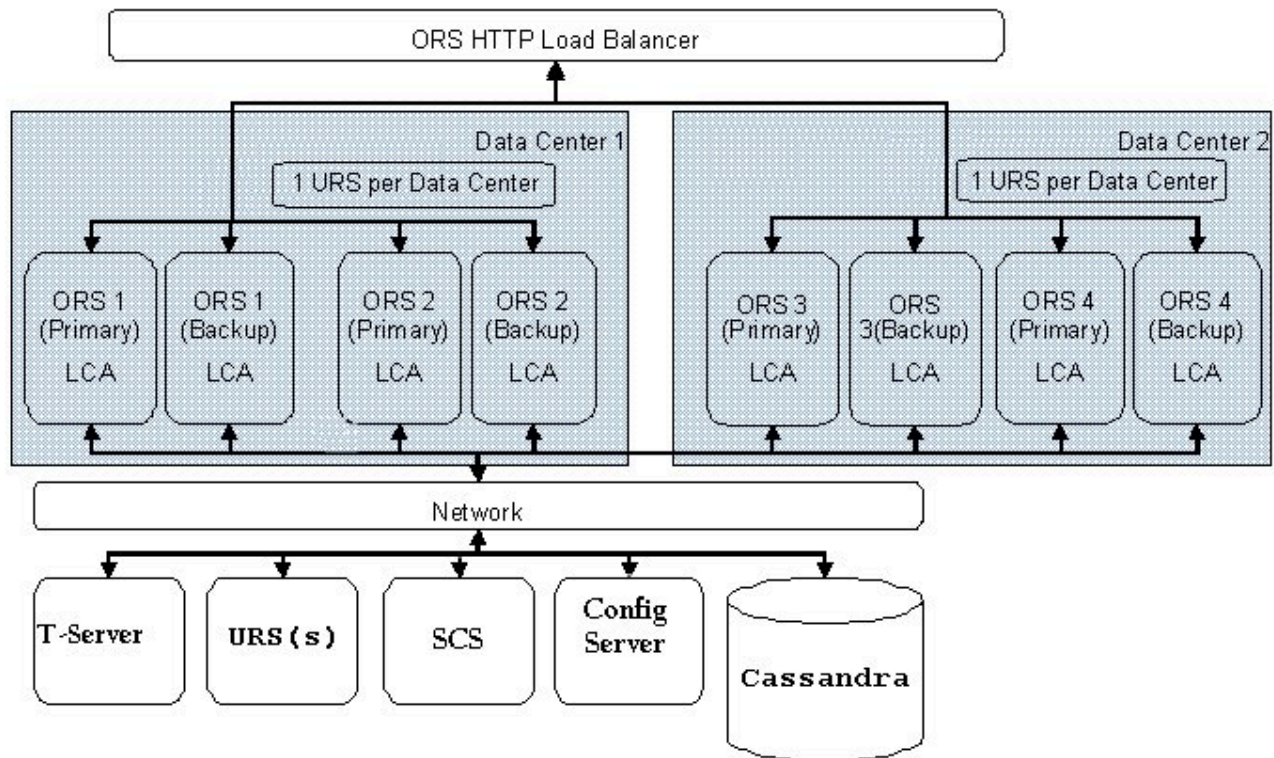 ORS HTTP Load Balancer
Data Center 1
1 URS per Data Center
ORS 1
(Primary)
LCA
ORS 1
(Backup)
LCA
ORS 2
(Primary)
LCA
ORS 2
(Backup)
LCA
Data Center 2
1 URS per Data Center
ORS 3
(Primary)
LCA
ORS
3(Backup)
LCA
ORS 4
(Primary)
LCA
ORS 4
(Backup)
LCA
Network
T-Server
URS(s)
SCS
Config
Server
Cassandra